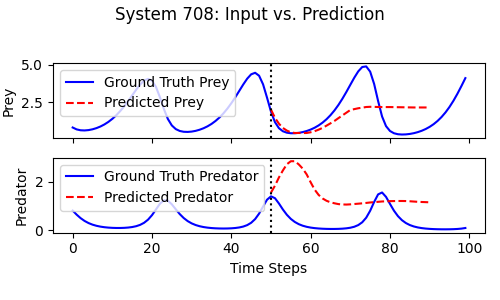 System 708: Input vs. Prediction
5.0
2.5
Prey
Ground Truth Prey
Predicted Prey
2
0
Predator
Ground Truth Predator
Predicted Predator
0 20 40 60 80 100
Time Steps